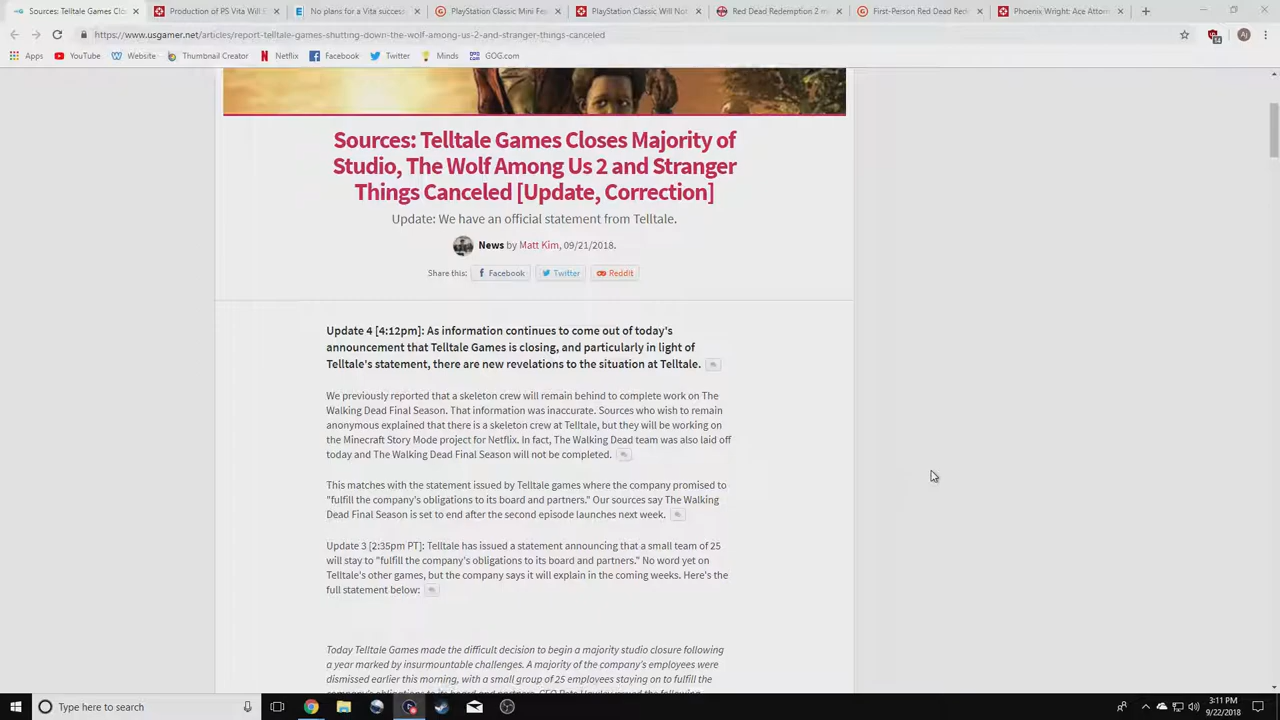 Sources: Telltale Games Clo
Production of PS Vita Will E
No plans for a Vita success
PlayStation Classic Mini Fe
PlayStation Classic Will Not
Red Dead Redemption 2 m
First-Person Red Dead Red
Phoenix Wright: Ace Attorn
https://www.usgamer.net/articles/report-telltale-games-shutting-down-the-wolf-among-us-2-and-stranger-things-canceled
Apps YouTube Website Thumbnail Creator Netflix Facebook Twitter Minds GOG.com
Sources: Telltale Games Closes Majority of
Studio, The Wolf Among Us 2 and Stranger
Things Canceled [Update, Correction]
Update: We have an official statement from Telltale.
News by Matt Kim, 09/21/2018.
Share this: Facebook Twitter Reddit
Update 4 [4:12pm]: As information continues to come out of today's
announcement that Telltale Games is closing, and particularly in light of
Telltale's statement, there are new revelations to the situation at Telltale.
We previously reported that a skeleton crew will remain behind to complete work on The
Walking Dead Final Season. That information was inaccurate. Sources who wish to remain
anonymous explained that there is a skeleton crew at Telltale, but they will be working on
the Minecraft Story Mode project for Netflix. In fact, The Walking Dead team was also laid off
today and The Walking Dead Final Season will not be completed.
This matches with the statement issued by Telltale games where the company promised to
"fulfill the company's obligations to its board and partners." Our sources say The Walking
Dead Final Season is set to end after the second episode launches next week.
Update 3 [2:35pm PT]: Telltale has issued a statement announcing that a small team of 25
will stay to "fulfill the company's obligations to its board and partners." No word yet on
Telltale's other games, but the company says it will explain in the coming weeks. Here's the
full statement below:
Today Telltale Games made the difficult decision to begin a majority studio closure following
a year marked by insurmountable challenges. A majority of the company's employees were
dismissed earlier this morning, with a small group of 25 employees staying on to fulfill the
company's obligations to its board and partners. CEO Pete Hawley issued the following
Type here to search
3:11 PM
9/22/2018